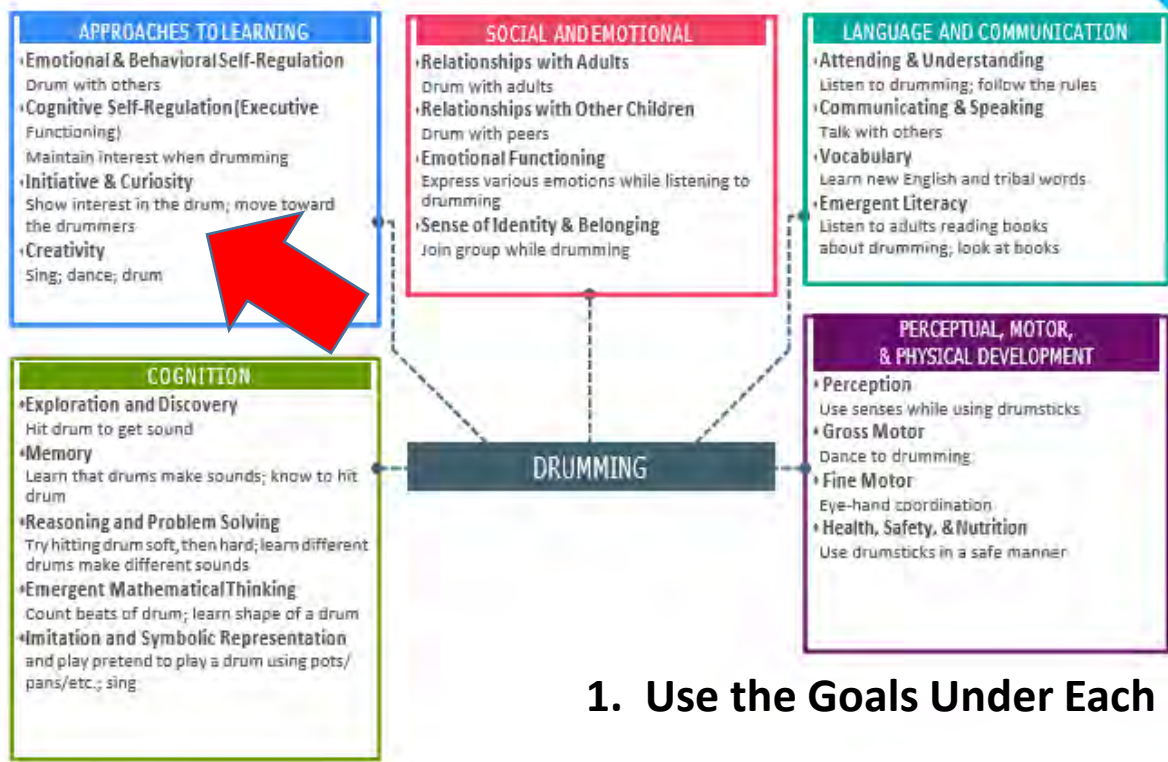 APPROACHES TO LEARNING
•Emotional & Behavioral Self-Regulation
Drum with others
•Cognitive Self-Regulation (Executive
Functioning)
Maintain interest when drumming
•Initiative & Curiosity
Show interest in the drum; move toward
the drummers
•Creativity
Sing; dance; drum
SOCIAL AND EMOTIONAL
•Relationships with Adults
Drum with adults
•Relationships with Other Children
Drum with peers
•Emotional Functioning
Express various emotions while listening to
drumming
•Sense of Identity & Belonging
Join group while drumming
LANGUAGE AND COMMUNICATION
•Attending & Understanding
Listen to drumming; follow the rules
•Communicating & Speaking
Talk with others
•Vocabulary
Learn new English and tribal words
•Emergent Literacy
Listen to adults reading books
about drumming; look at books
COGNITION
•Exploration and Discovery
Hit drum to get sound
•Memory
Learn that drums make sounds; know to hit
drum
•Reasoning and Problem Solving
Try hitting drum soft, then hard; learn different
drums make different sounds
•Emergent Mathematical Thinking
Count beats of drum; learn shape of a drum
•Imitation and Symbolic Representation
and play pretend to play a drum using pots/
pans/etc.; sing
DRUMMING
PERCEPTUAL, MOTOR,
& PHYSICAL DEVELOPMENT
• Perception
Use senses while using drumsticks
• Gross Motor
Dance to drumming
• Fine Motor
Eye-hand coordination
• Health, Safety, & Nutrition
Use drumsticks in a safe manner
1. Use the Goals Under Each